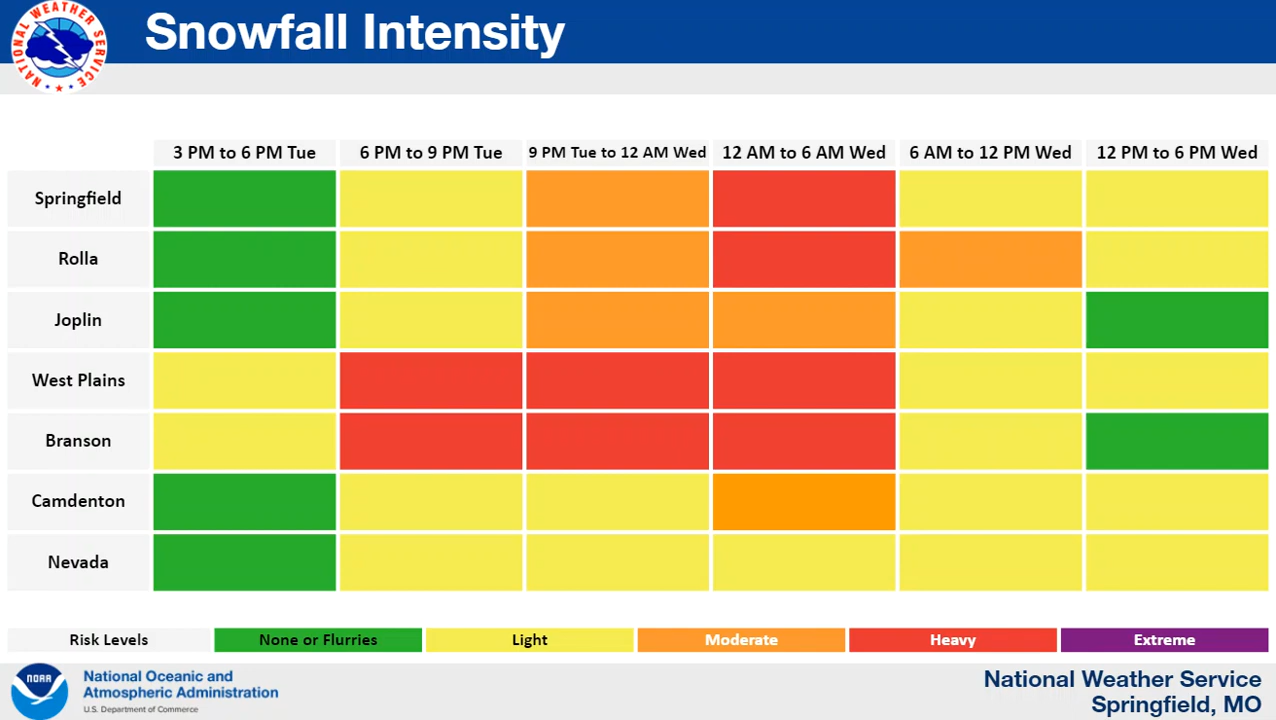 NATIONAL WEATHER SERVICE
Snowfall Intensity
3 PM to 6 PM Tue 6 PM to 9 PM Tue 9 PM Tue to 12 AM Wed 12 AM to 6 AM Wed 6 AM to 12 PM Wed 12 PM to 6 PM Wed
Springfield
Rolla
Joplin
West Plains
Branson
Camdenton
Nevada
Risk Levels None or Flurries Light Moderate Heavy Extreme
NOAA
National Oceanic and
Atmospheric Administration
U.S. Department of Commerce
National Weather Service
Springfield, MO